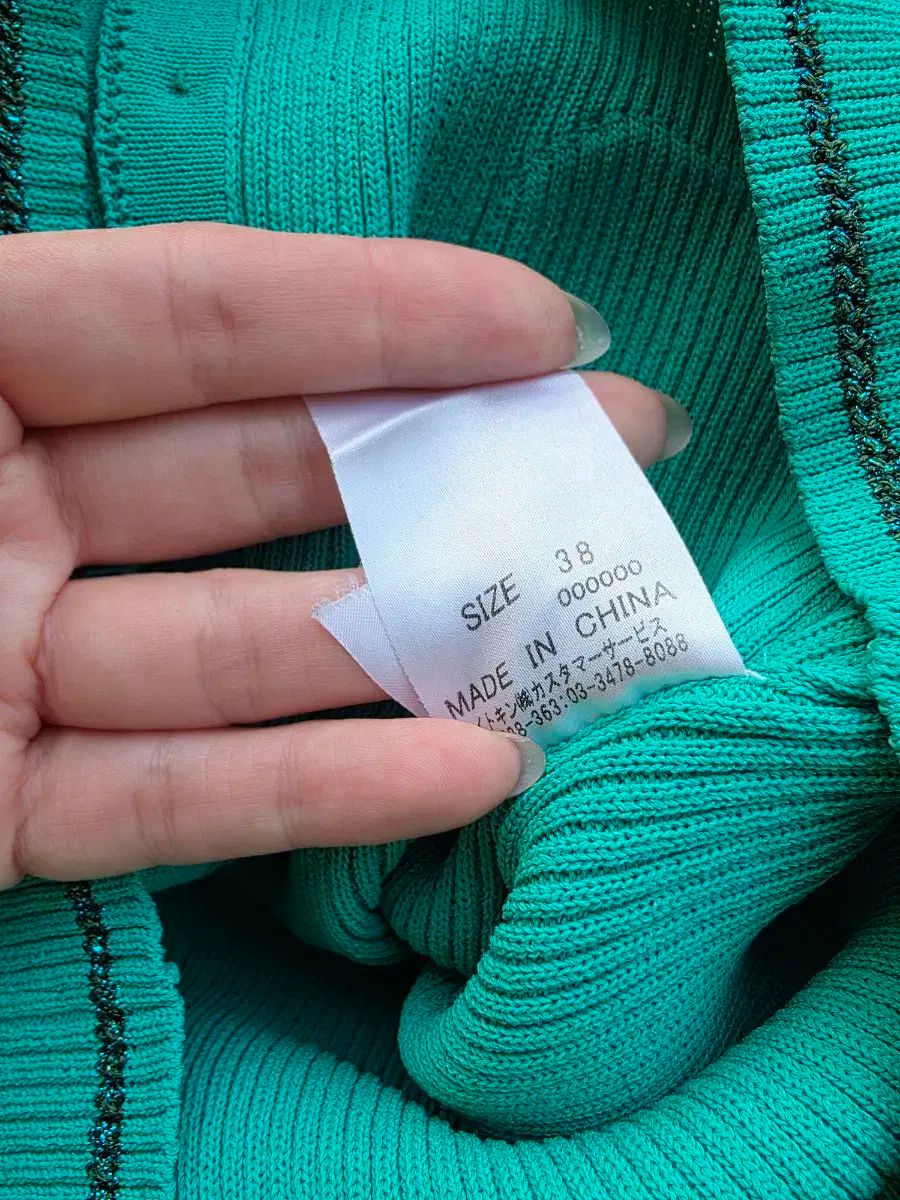 SIZE 38
000000
MADE IN CHINA
イトキン㈱カスタマーサービス
08-363.03-3478-8088